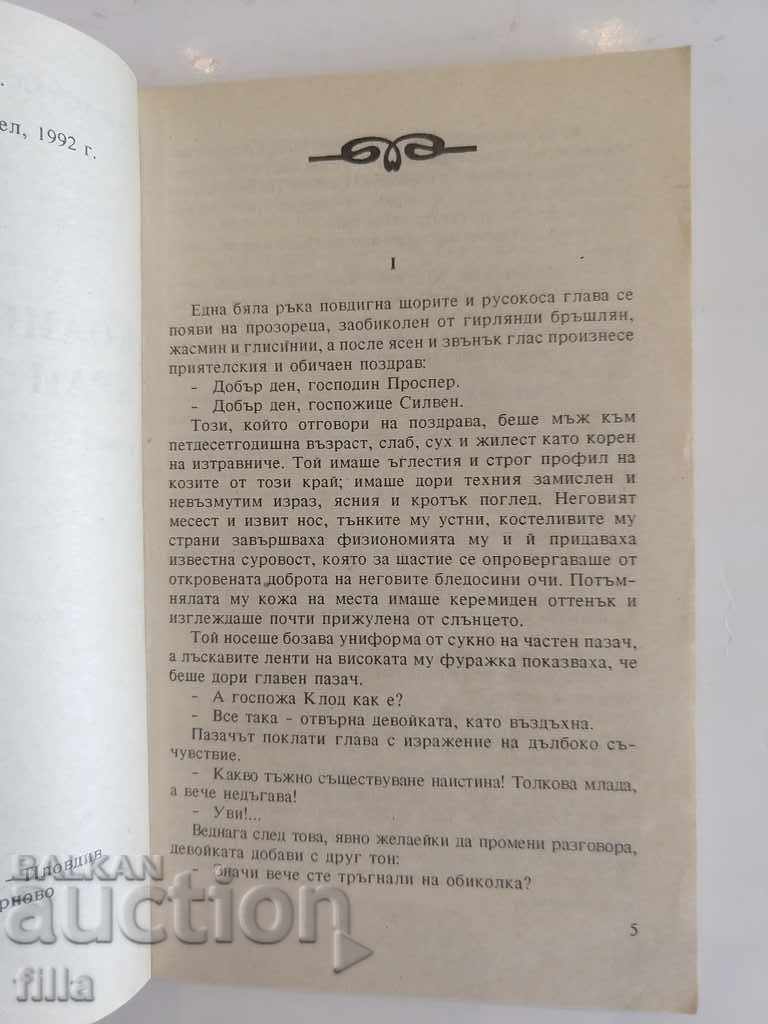 ел, 1992 г.
I
Една бяла ръка повдигна щорите и русокоса глава се
появи на прозореца, заобиколен от гирлянди бръшлян,
жасмин и глисинии, а после ясен и звънък глас произнесе
приятелския и обичаен поздрав:
- Добър ден, господин Проспер.
- Добър ден, госпожице Силвен.
Този, който отговори на поздрава, беше мъж към
петдесетгодишна възраст, слаб, сух и жилест като корен
на изтравниче. Той имаше ъглестия и строг профил на
козите от този край; имаше дори техния замислен и
невъзмутим израз, ясния и кротък поглед. Неговият
месест и извит нос, тънките му устни, костеливите му
страни завършваха физиономията му и й придаваха
известна суровост, която за щастие се опровергаваше от
откровената доброта на неговите бледосини очи. Потъм-
нялата му кожа на места имаше керемиден оттенък и
изглеждаше почти прижулена от слънцето.
Той носеше бозава униформа от сукно на частен пазач,
а лъскавите ленти на високата му фуражка показваха, че
беше дори главен пазач.
- А госпожа Клод как е?
- Все така - отвърна девойката, като въздъхна.
Пазачът поклати глава с изражение на дълбоко съ-
чувствие.
- Какво тъжно съществуване наистина! Толкова млада,
а вече недъгава!
- Уви!...
Веднага след това, явно желаейки да промени разговора,
девойката добави с друг тон:
- Значи вече сте тръгнали на обиколка?
5
Пловдив
рново
BALKAN
auction
filla